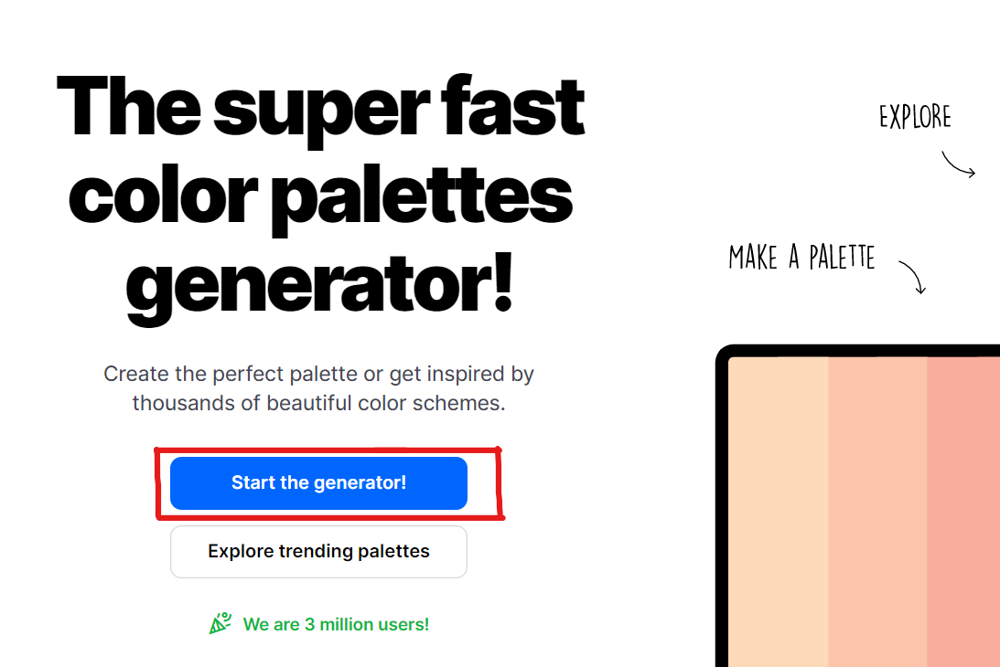 The super fast
color palettes
generator!
Create the perfect palette or get inspired by
thousands of beautiful color schemes.
Start the generator!
Explore trending palettes
We are 3 million users!
EXPLORE
MAKE A PALETTE